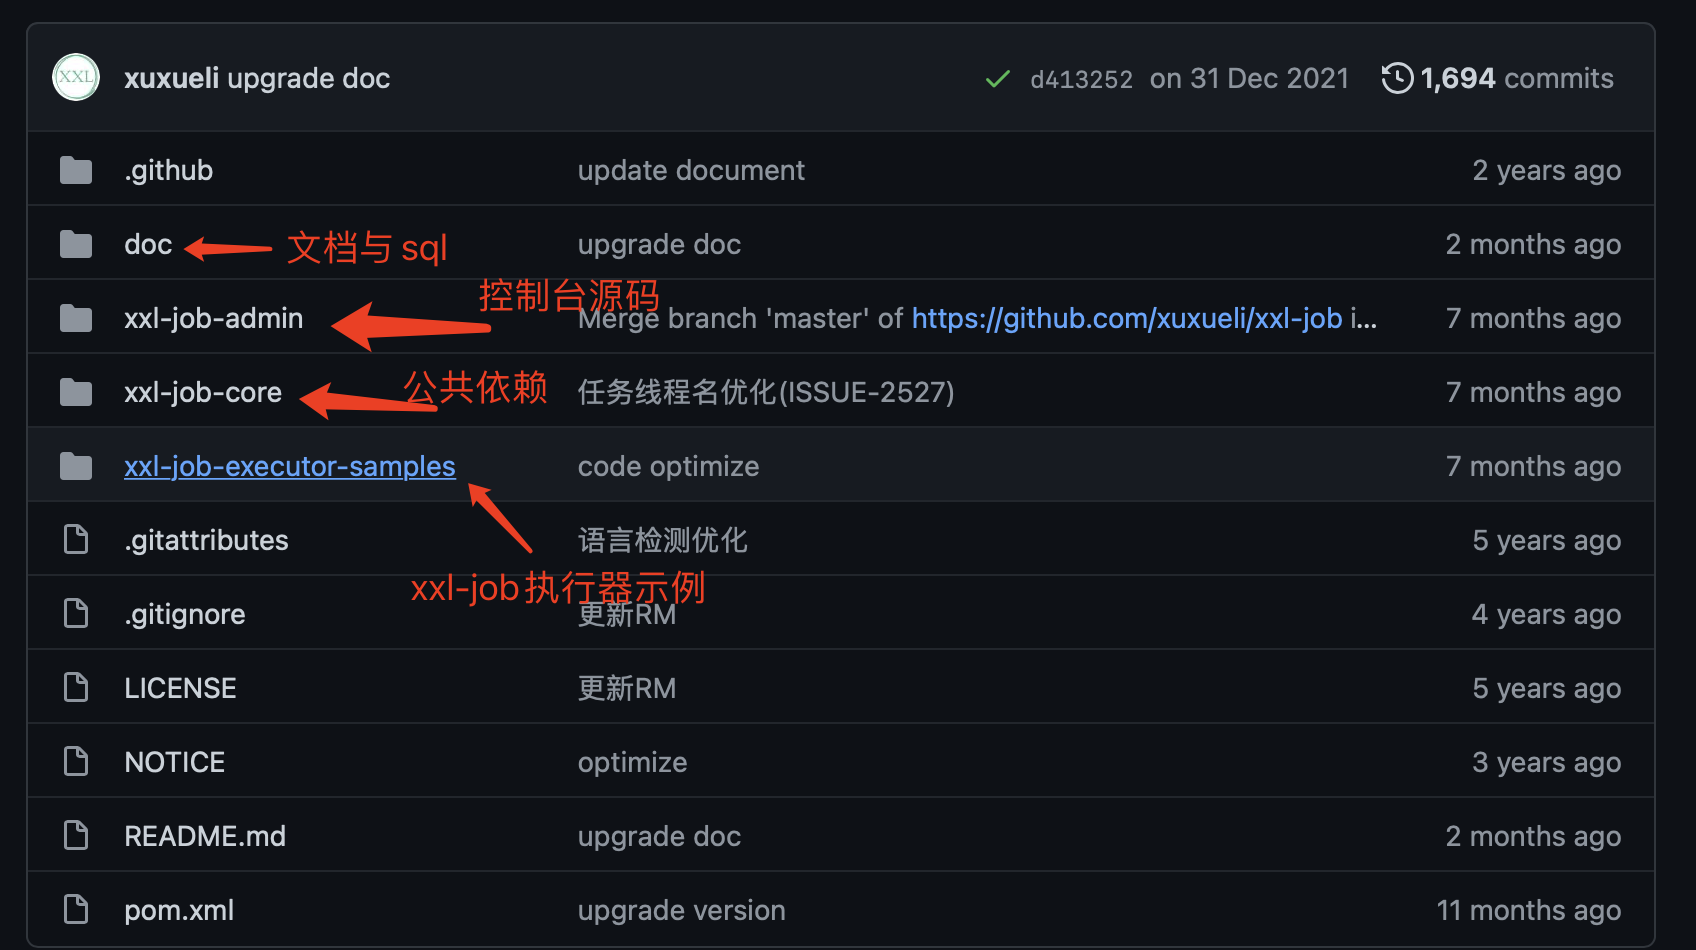 XXL xuxueli upgrade doc d413252 on 31 Dec 2021 1,694 commits
.github update document 2 years ago
doc 文档与 sql upgrade doc 2 months ago
控制台源码
xxl-job-admin Merge branch 'master' of https://github.com/xuxueli/xxl-job i... 7 months ago
xxl-job-core 公共依赖 任务线程名优化(ISSUE-2527) 7 months ago
xxl-job-executor-samples code optimize 7 months ago
.gitattributes 语言检测优化 5 years ago
xxl-job执行器示例
.gitignore 更新RM 4 years ago
LICENSE 更新RM 5 years ago
NOTICE optimize 3 years ago
README.md upgrade doc 2 months ago
pom.xml upgrade version 11 months ago